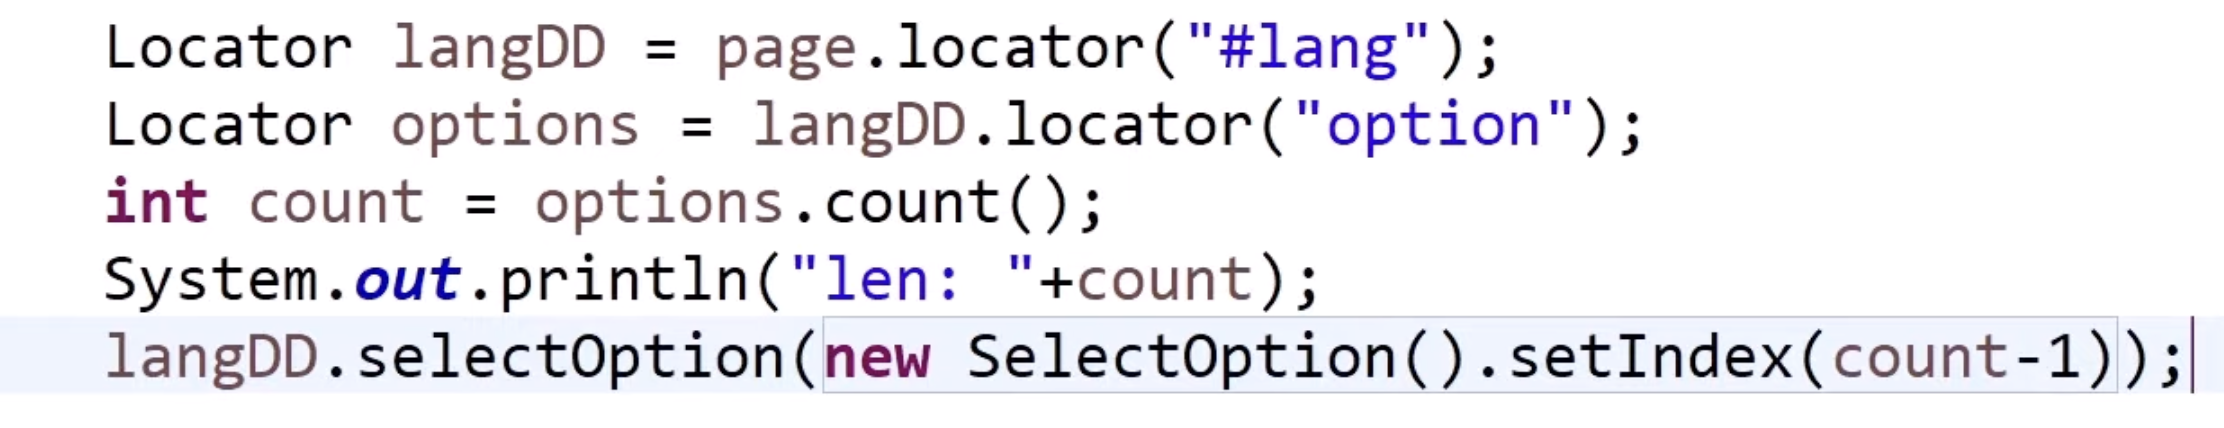 Locator langDD = page.locator("#lang");
Locator options = langDD.locator("option");
int count = options.count();
System.out.println("len: "+count);
langDD.selectOption(new SelectOption().setIndex(count-1));